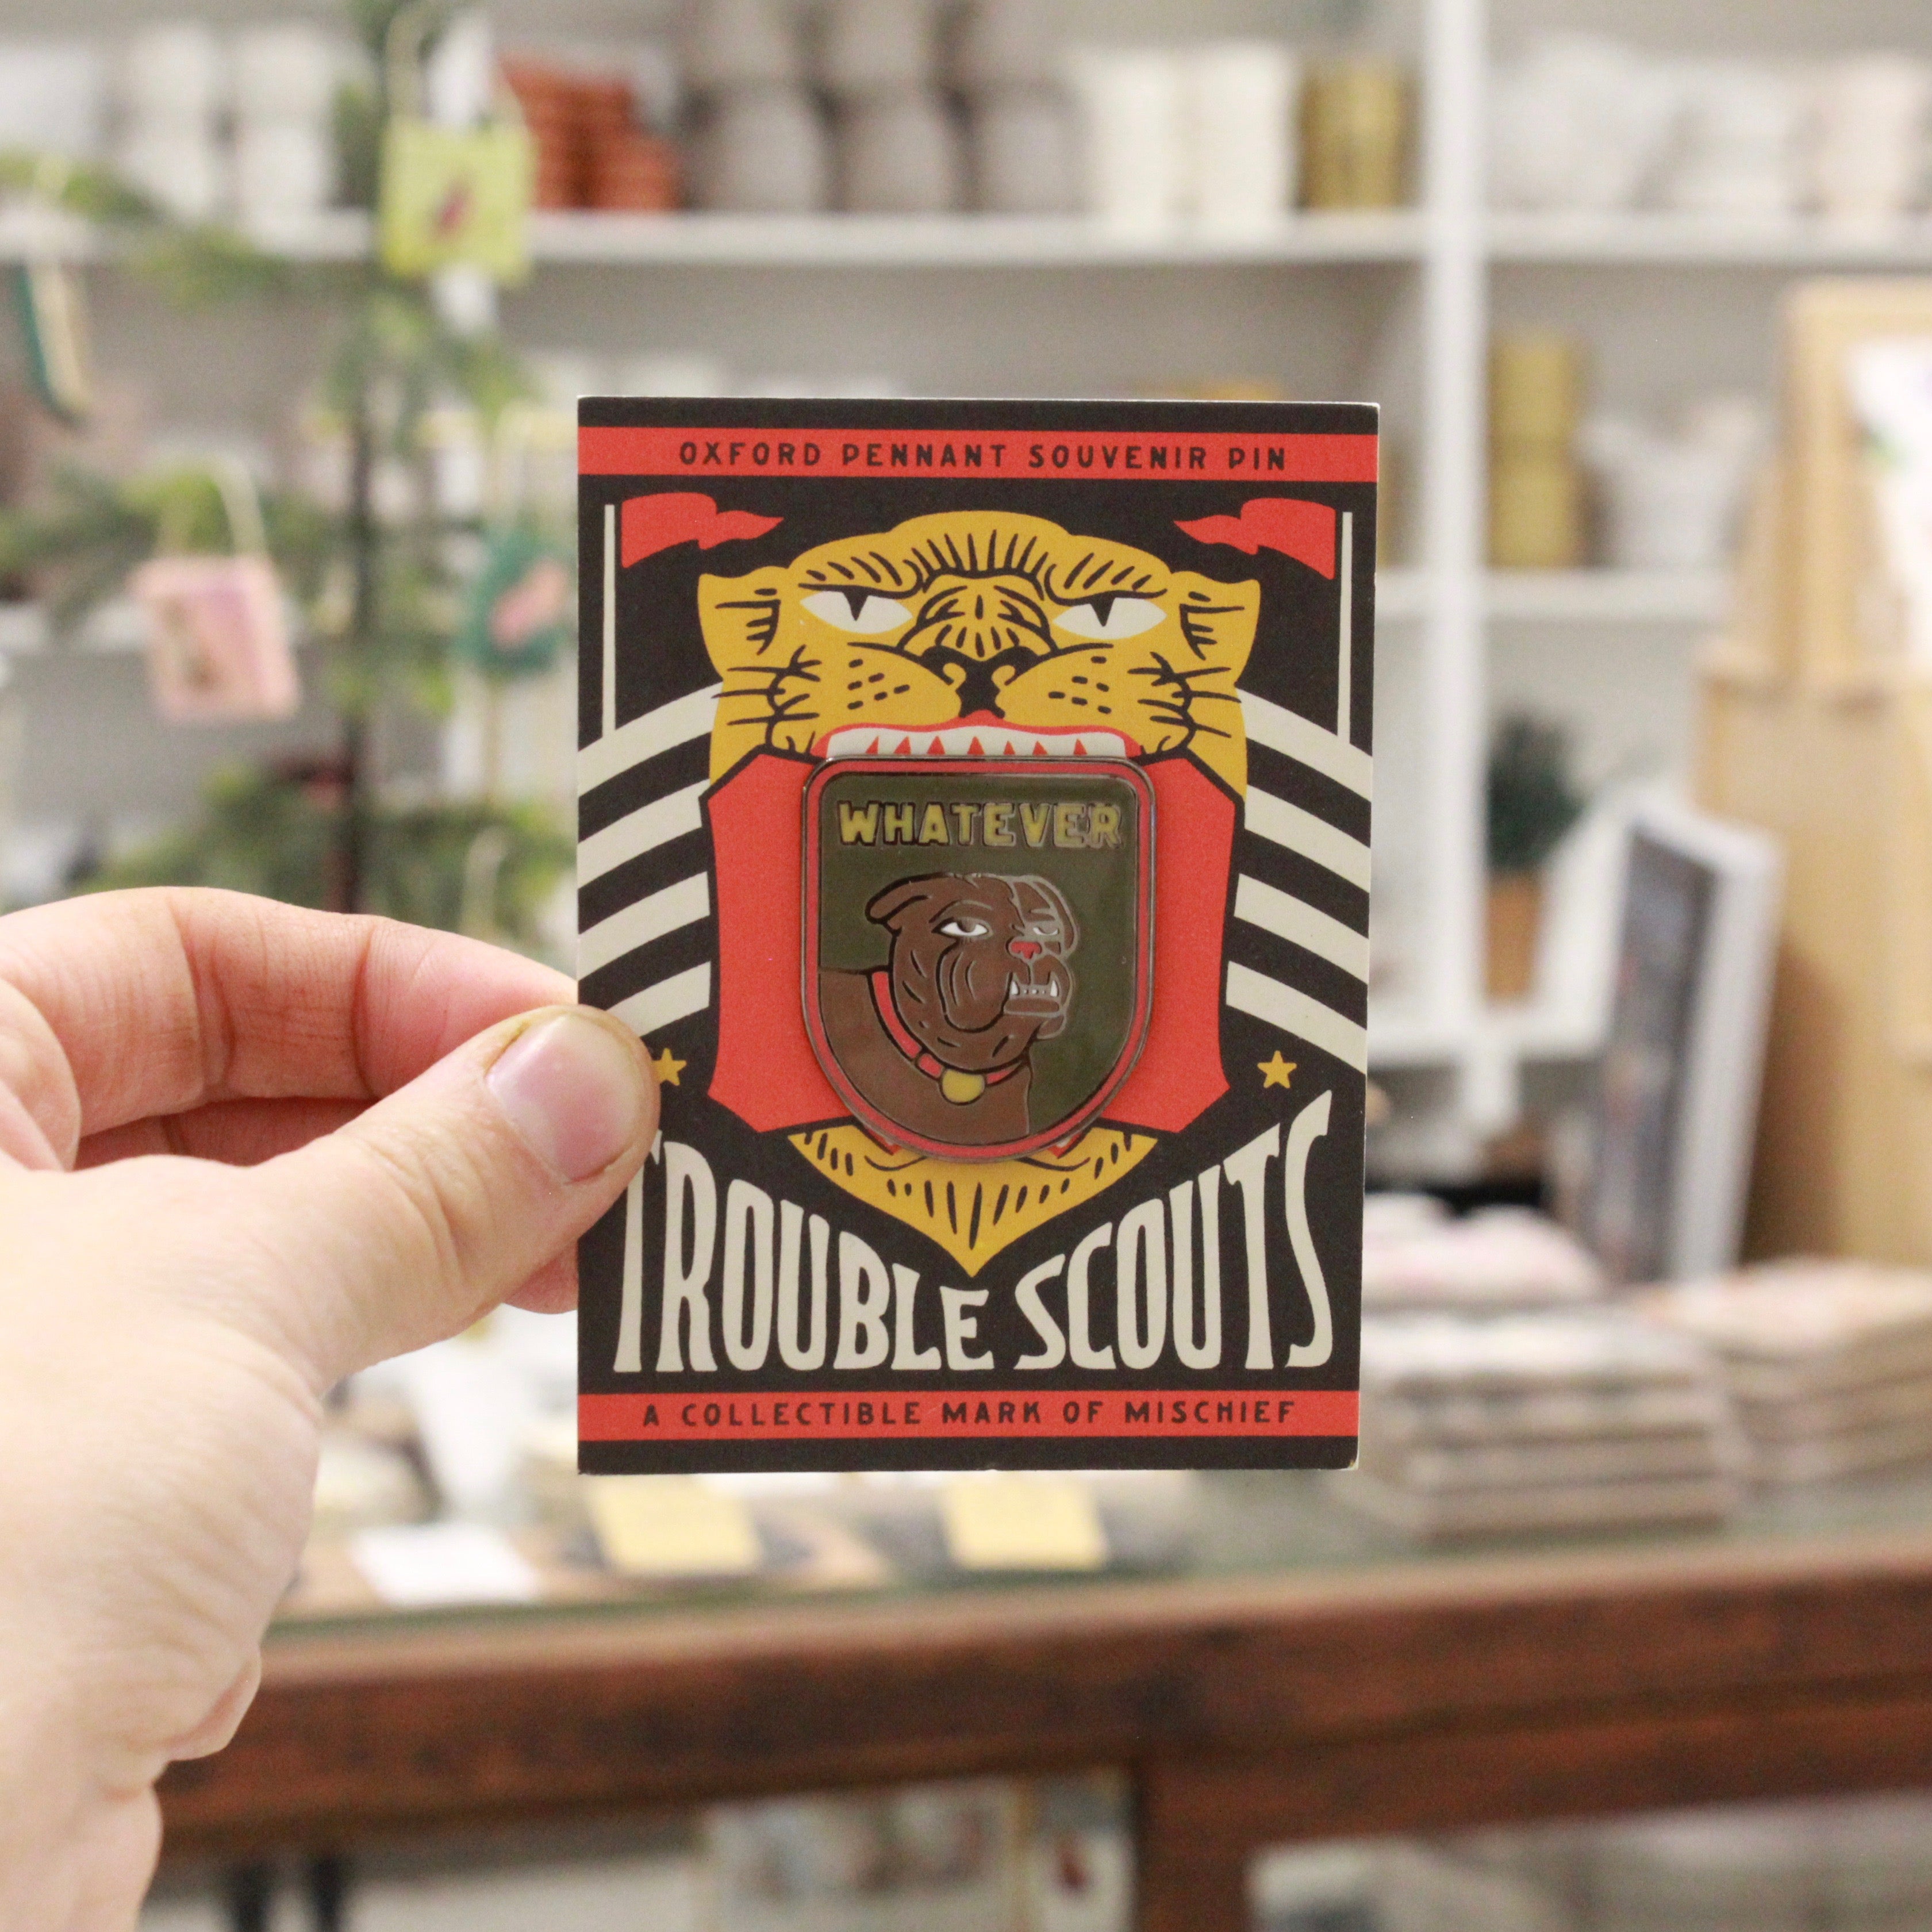 OXFORD PENNANT SOUVENIR PIN
WHATEVER
TROUBLE SCOUTS
A COLLECTIBLE MARK OF MISCHIEF